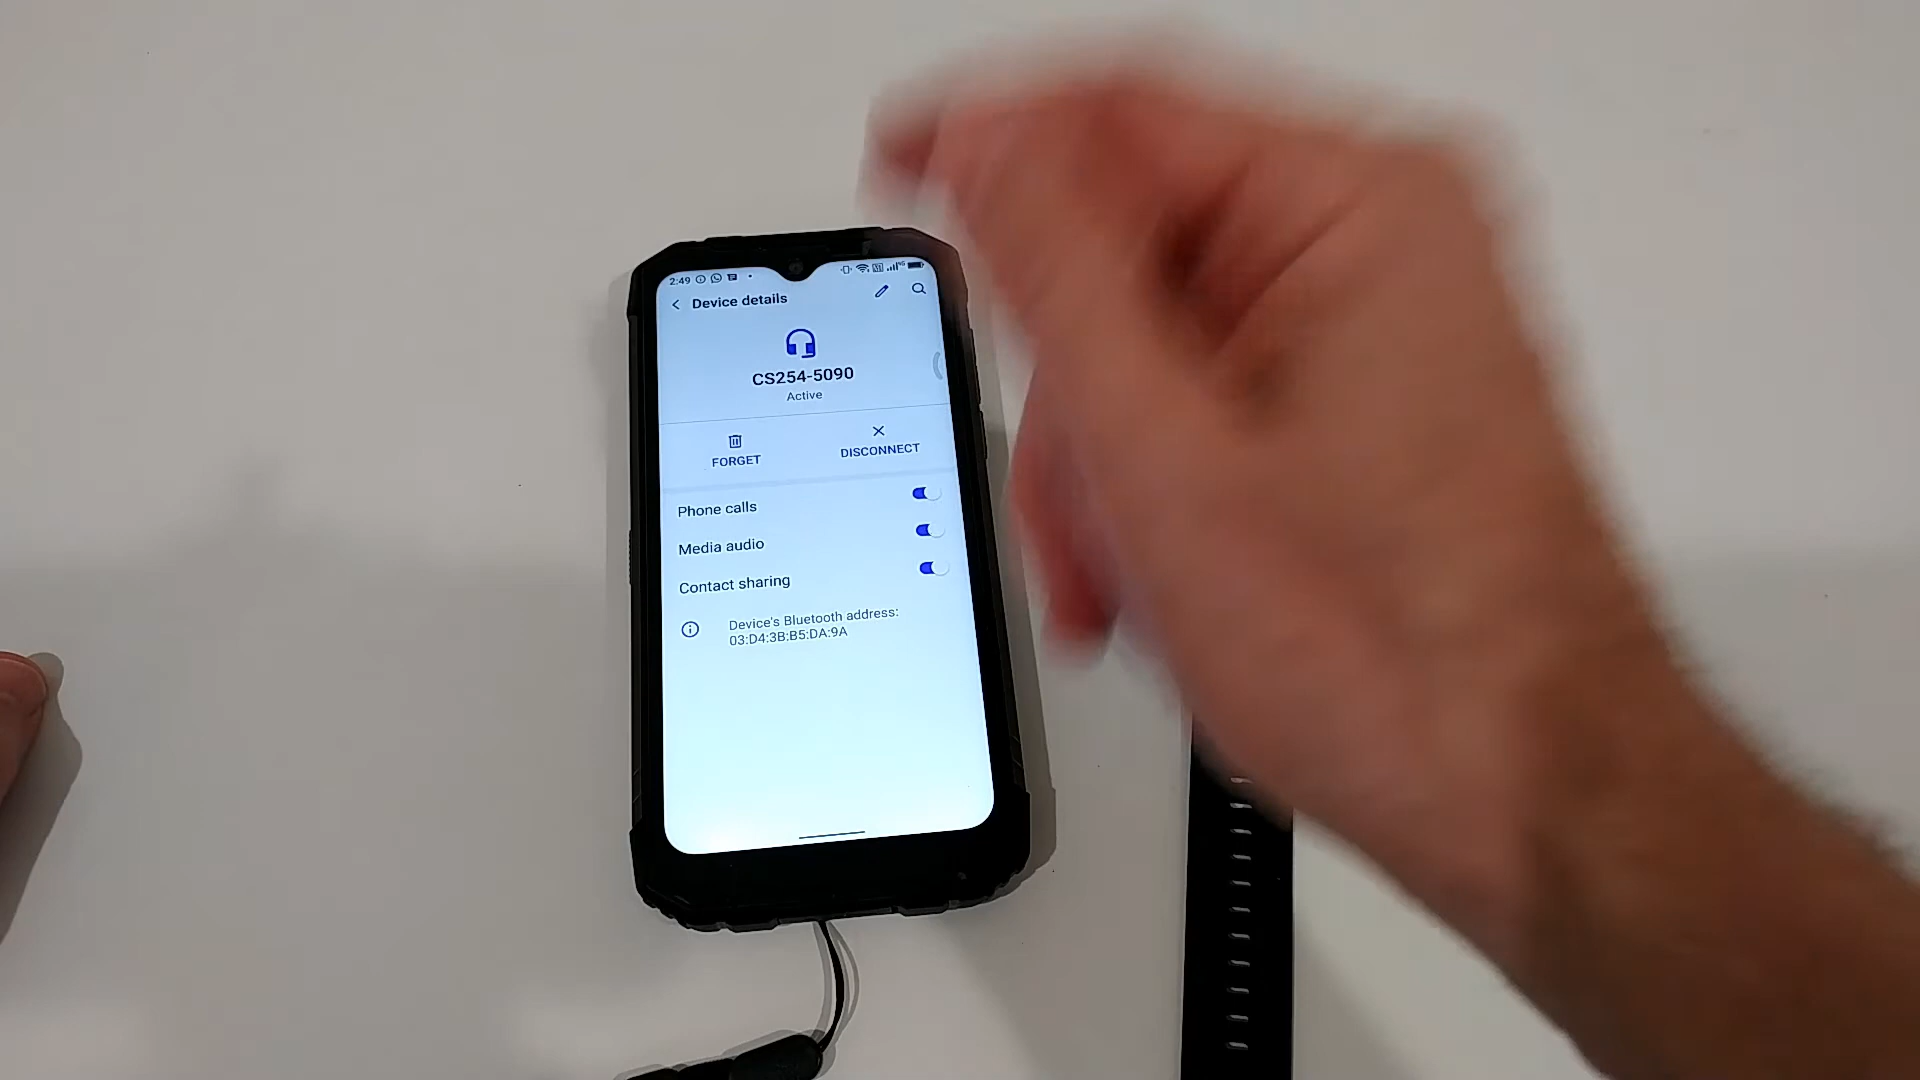 2:49
Device details
CS254-5090
Active
FORGET
DISCONNECT
Phone calls
Media audio
Contact sharing
Device's Bluetooth address:
03:D4:3B:B5:DA:9A